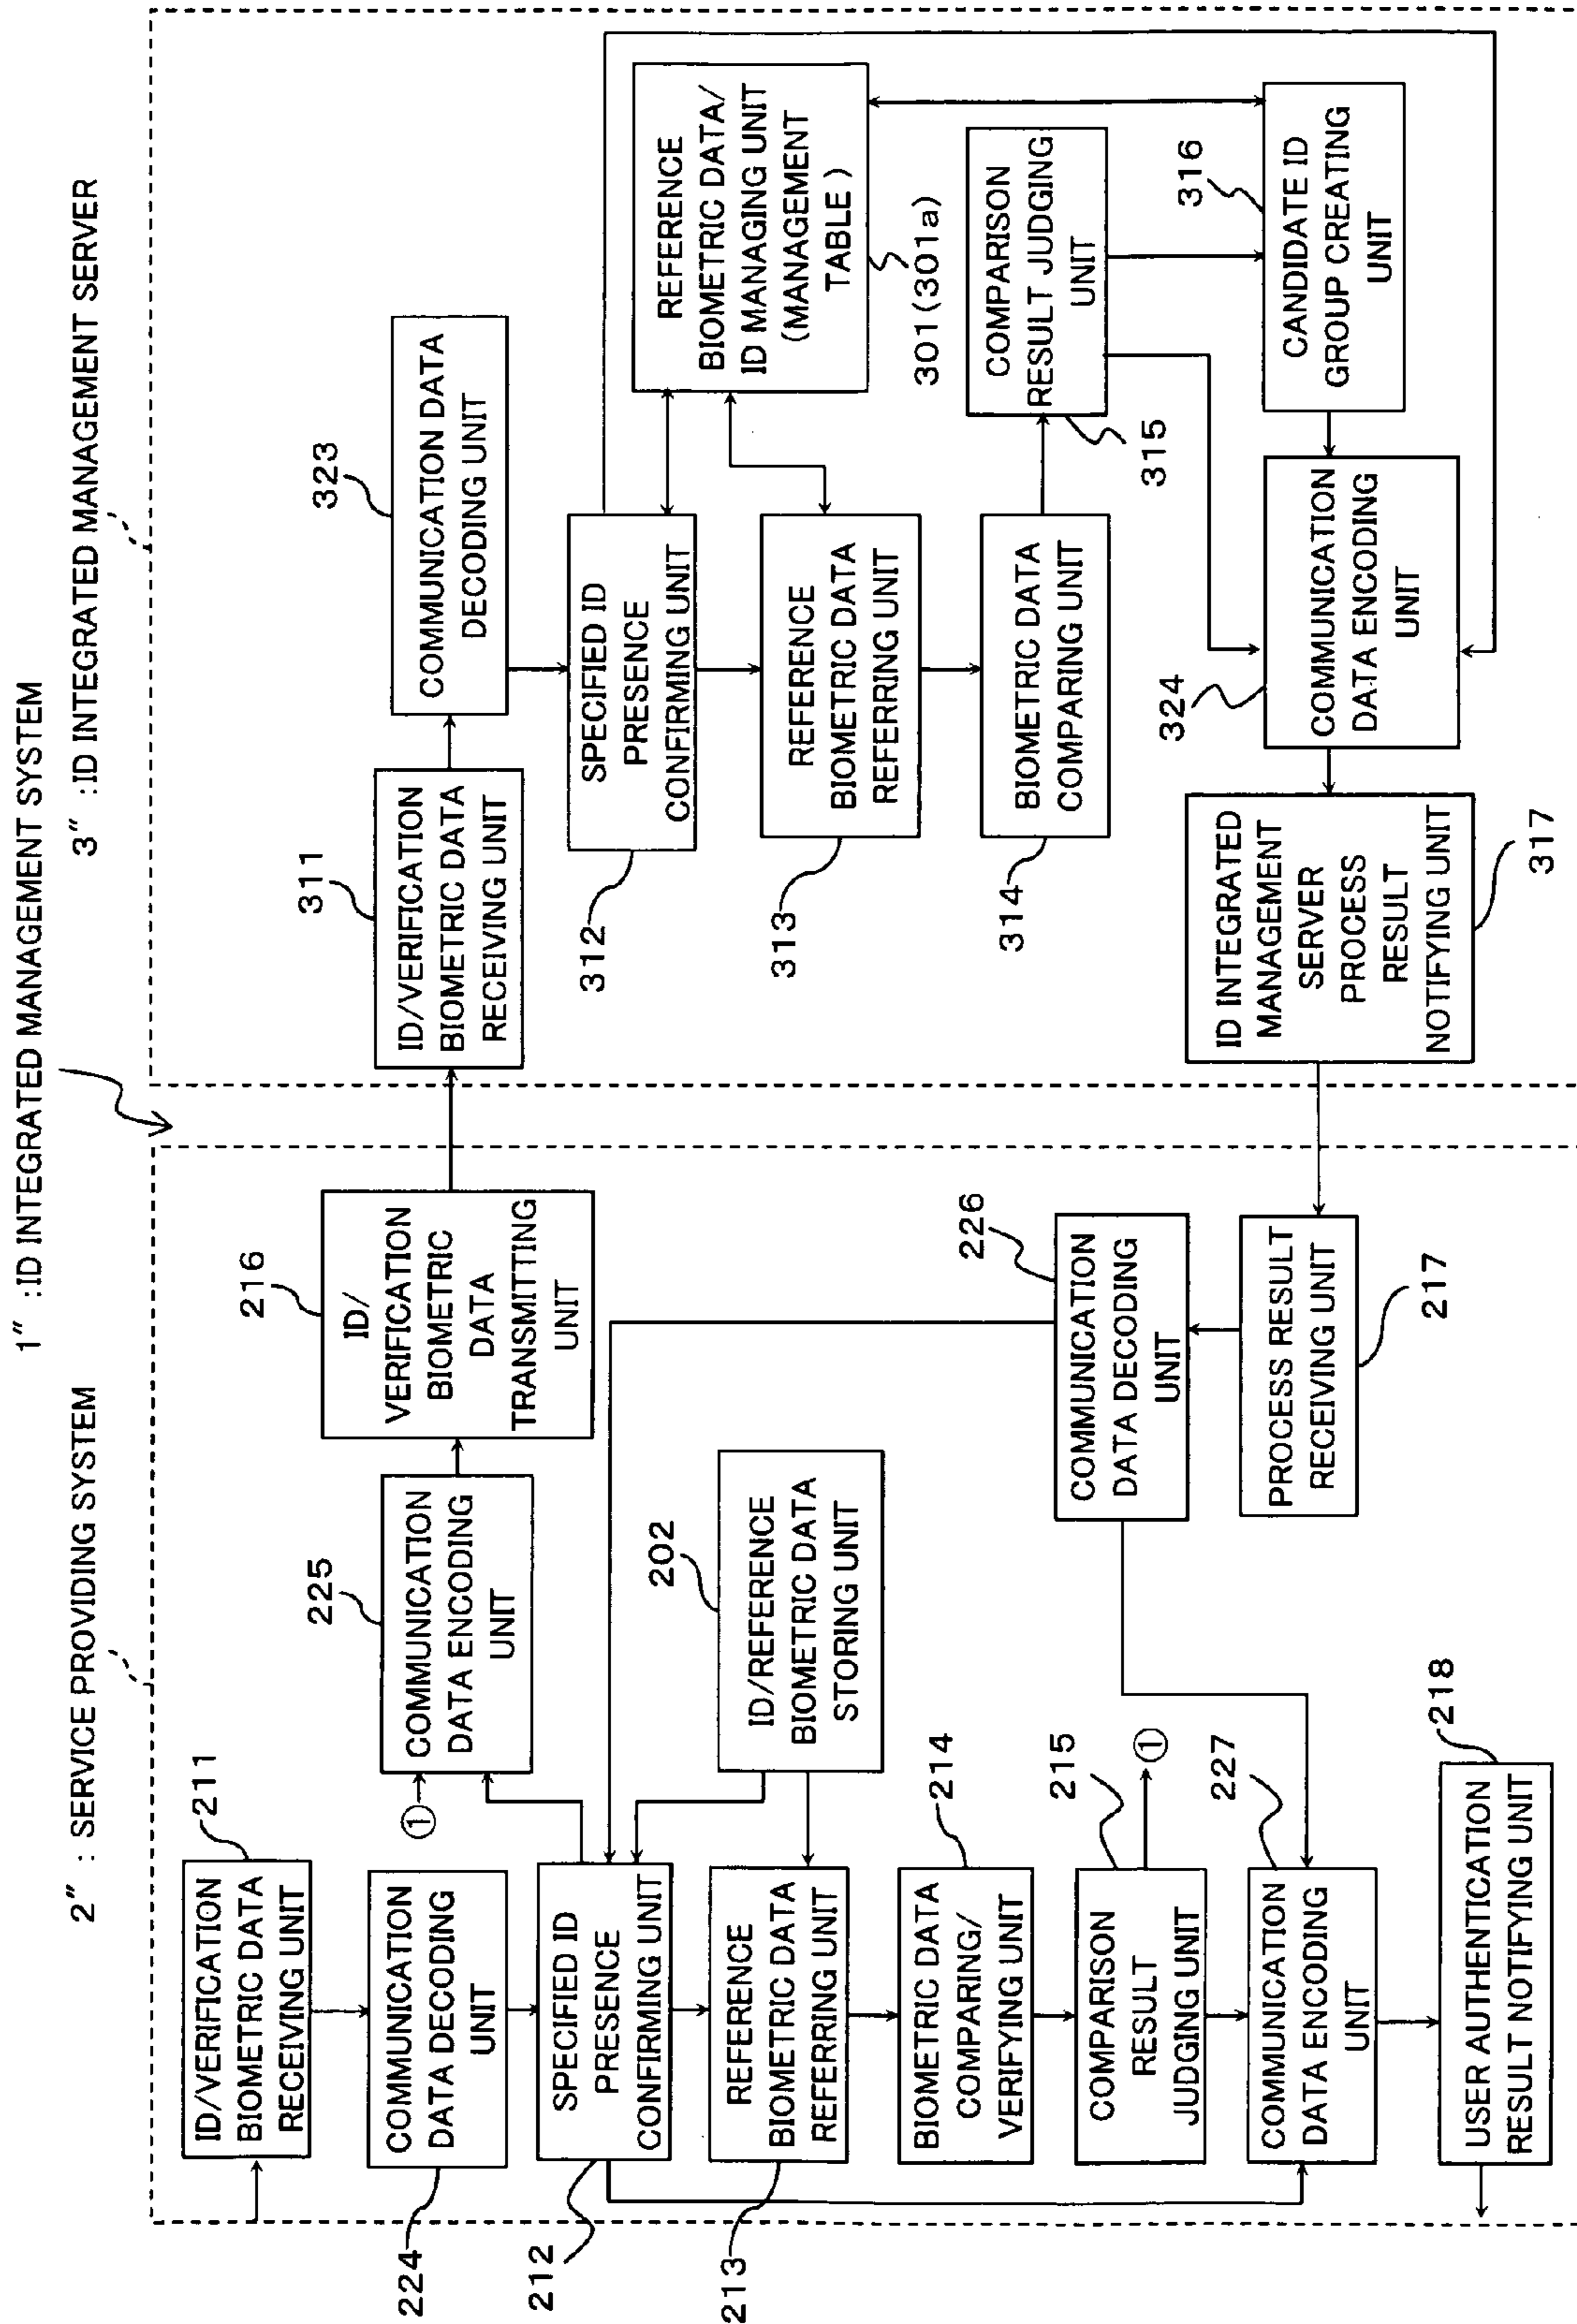 1″ :ID INTEGRATED MANAGEMENT SYSTEM
2″ : SERVICE PROVIDING SYSTEM
3″ :ID INTEGRATED MANAGEMENT SERVER
211
ID/VERIFICATION
BIOMETRIC DATA
RECEIVING UNIT
224
COMMUNICATION
DATA DECODING
UNIT
212
SPECIFIED ID
PRESENCE
CONFIRMING UNIT
213
REFERENCE
BIOMETRIC DATA
REFERRING UNIT
214
BIOMETRIC DATA
COMPARING/
VERIFYING UNIT
215
COMPARISON
RESULT
JUDGING UNIT
①
227
COMMUNICATION
DATA ENCODING
UNIT
218
USER AUTHENTICATION
RESULT NOTIFYING UNIT
①
225
COMMUNICATION
DATA ENCODING
UNIT
202
ID/REFERENCE
BIOMETRIC DATA
STORING UNIT
216
ID/
VERIFICATION
BIOMETRIC
DATA
TRANSMITTING
UNIT
226
COMMUNICATION
DATA DECODING
UNIT
PROCESS RESULT
RECEIVING UNIT
217
311
ID/VERIFICATION
BIOMETRIC DATA
RECEIVING UNIT
323
COMMUNICATION DATA
DECODING UNIT
312
SPECIFIED ID
PRESENCE
CONFIRMING UNIT
313
REFERENCE
BIOMETRIC DATA
REFERRING UNIT
314
BIOMETRIC DATA
COMPARING UNIT
REFERENCE
BIOMETRIC DATA/
ID MANAGING UNIT
(MANAGEMENT
TABLE )
301(301a)
COMPARISON
RESULT JUDGING
UNIT
315
316
CANDIDATE ID
GROUP CREATING
UNIT
324
COMMUNICATION
DATA ENCODING
UNIT
ID INTEGRATED
MANAGEMENT
SERVER
PROCESS
RESULT
NOTIFYING UNIT
317